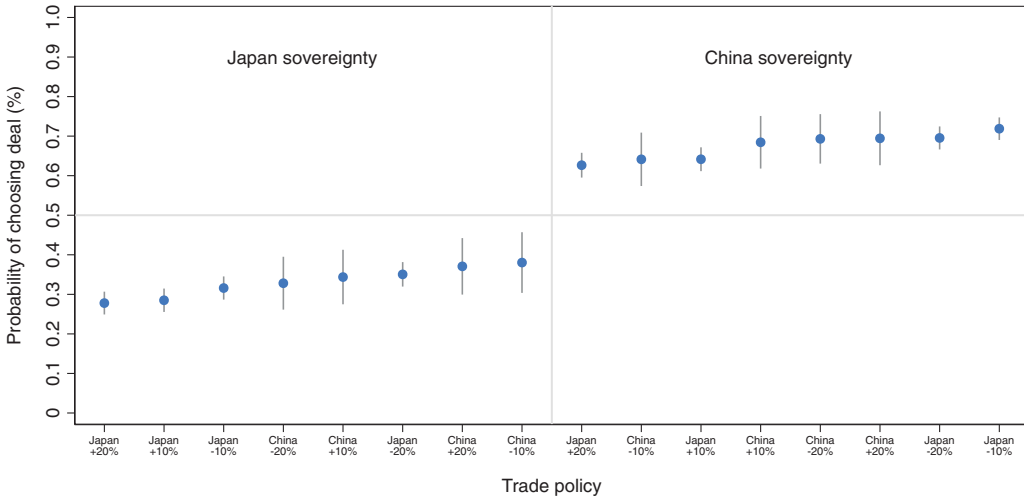 Probability of choosing deal (%)
1.0
0.9
0.8
0.7
0.6
0.5
0.4
0.3
0.2
0.1
0
Japan sovereignty
China sovereignty
Japan +20%
Japan +10%
Japan -10%
China -20%
China +10%
Japan -20%
China +20%
China -10%
Japan +20%
China -10%
Japan +10%
China +10%
China -20%
China +20%
Japan -20%
Japan -10%
Trade policy